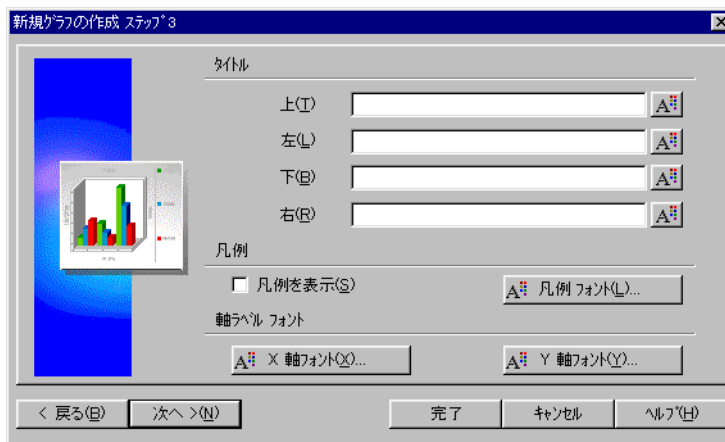 新規ｸﾞﾗﾌの作成 ｽﾃｯﾌﾟ3
ﾀｲﾄﾙ
上(T)
左(L)
下(B)
右(R)
凡例
凡例を表示(S)
凡例 ﾌｫﾝﾄ(L)...
軸ﾗﾍﾞﾙ ﾌｫﾝﾄ
X 軸ﾌｫﾝﾄ(X)...
Y 軸ﾌｫﾝﾄ(Y)...
< 戻る(B)
次へ >(N)
完了
ｷｬﾝｾﾙ
ﾍﾙﾌﾟ(H)